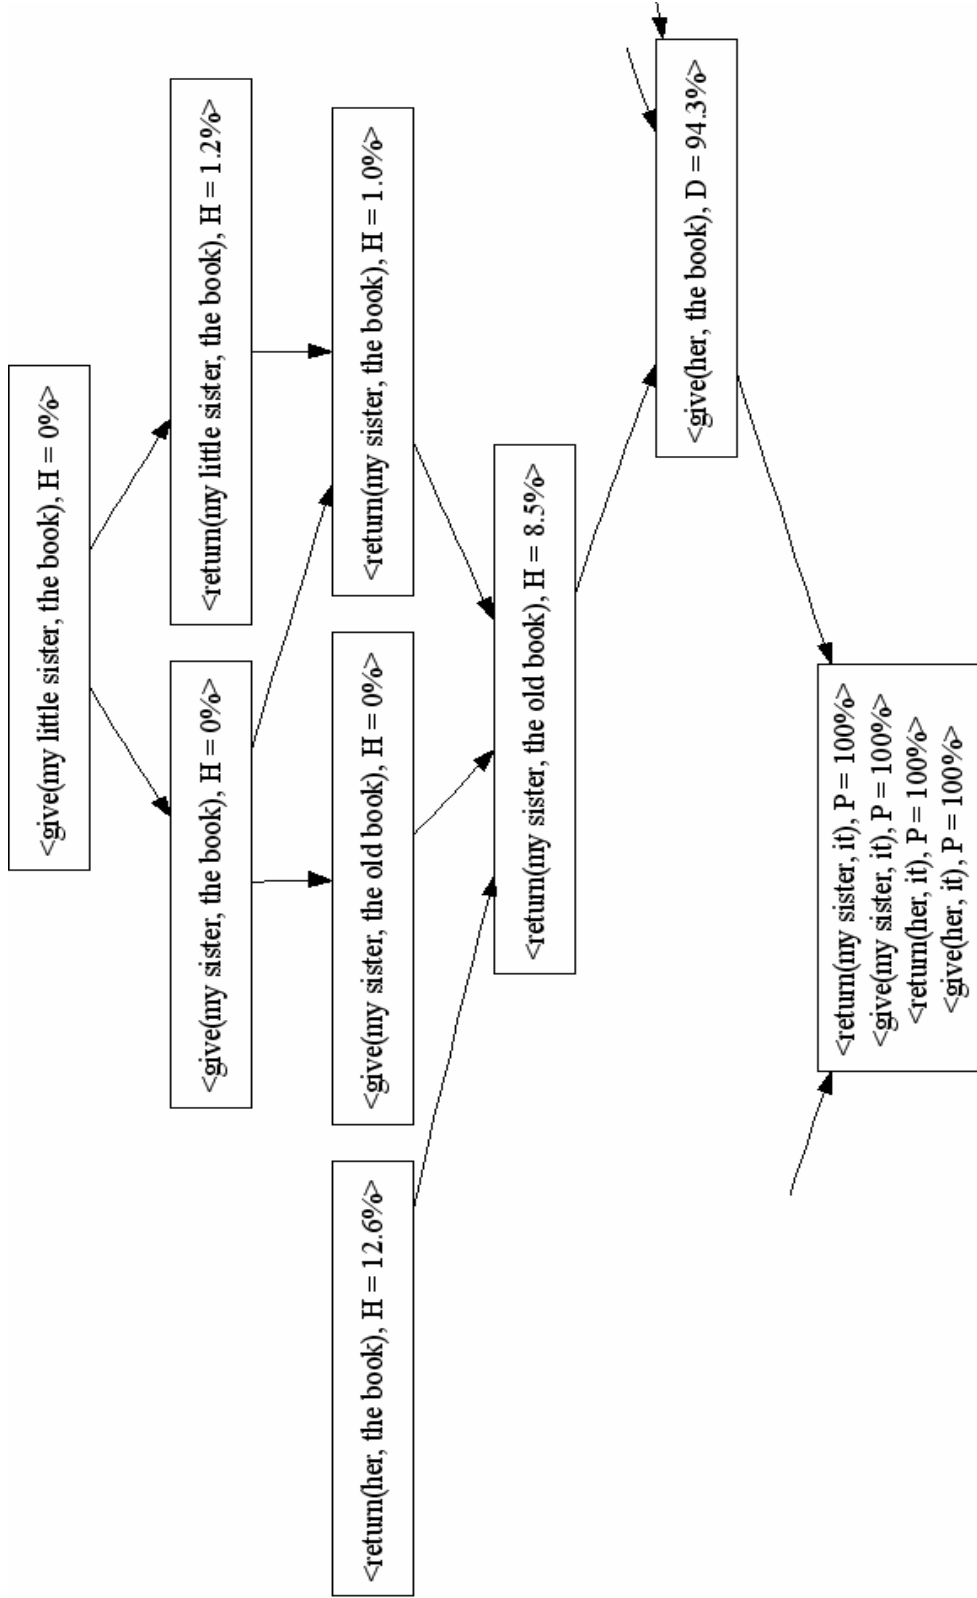 <give(my little sister, the book), H = 0%>
<give(my sister, the book), H = 0%>
<return(my little sister, the book), H = 1.2%>
<return(her, the book), H = 12.6%>
<give(my sister, the old book), H = 0%>
<return(my sister, the book), H = 1.0%>
<return(my sister, the old book), H = 8.5%>
<give(her, the book), D = 94.3%>
<return(my sister, it), P = 100%>
<give(my sister, it), P = 100%>
<return(her, it), P = 100%>
<give(her, it), P = 100%>